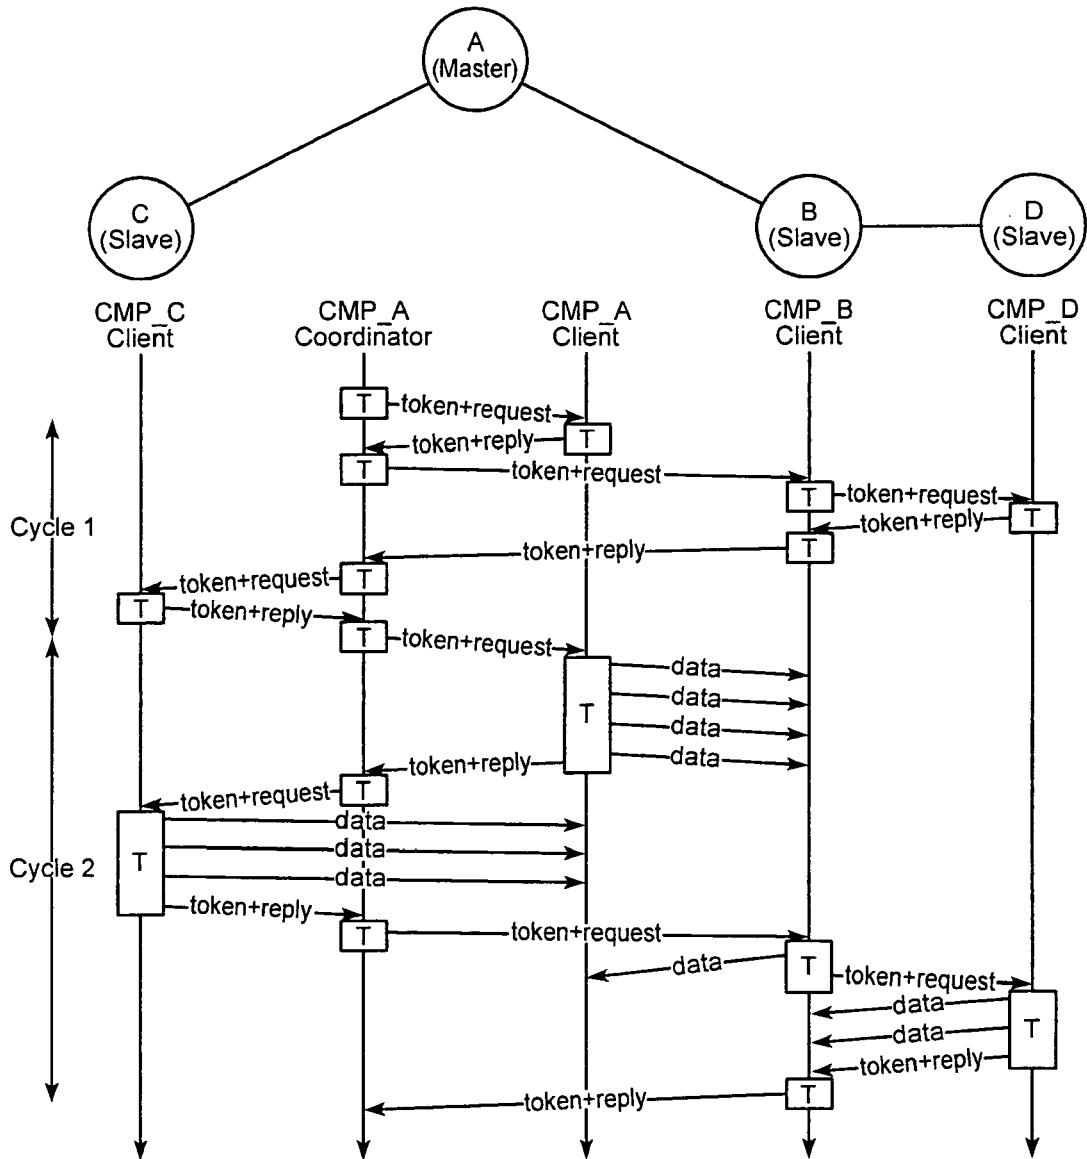 A
(Master)
C
(Slave)
B
(Slave)
D
(Slave)
CMP_C
Client
CMP_A
Coordinator
CMP_A
Client
CMP_B
Client
CMP_D
Client
T
token+request
token+reply
T
T
token+request
T
token+request
token+reply
T
Cycle 1
token+reply
T
token+request
T
T
token+reply
T
token+request
data
data
T
data
data
token+reply
token+request
T
data
data
Cycle 2
T
data
token+reply
T
token+request
data
T
token+request
data
T
data
token+reply
T
token+reply